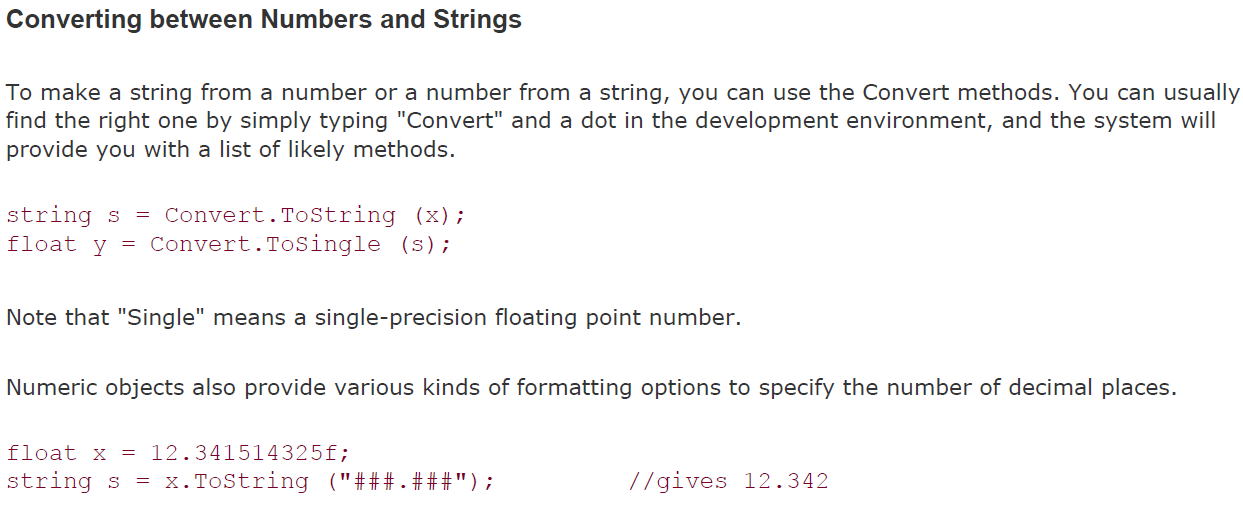 Converting between Numbers and Strings
To make a string from a number or a number from a string, you can use the Convert methods. You can usually
find the right one by simply typing "Convert" and a dot in the development environment, and the system will
provide you with a list of likely methods.
string s = Convert.ToString (x);
float y = Convert.ToSingle (s);
Note that "Single" means a single-precision floating point number.
Numeric objects also provide various kinds of formatting options to specify the number of decimal places.
float x = 12.341514325f;
string s = x.ToString ("###.###"); //gives 12.342